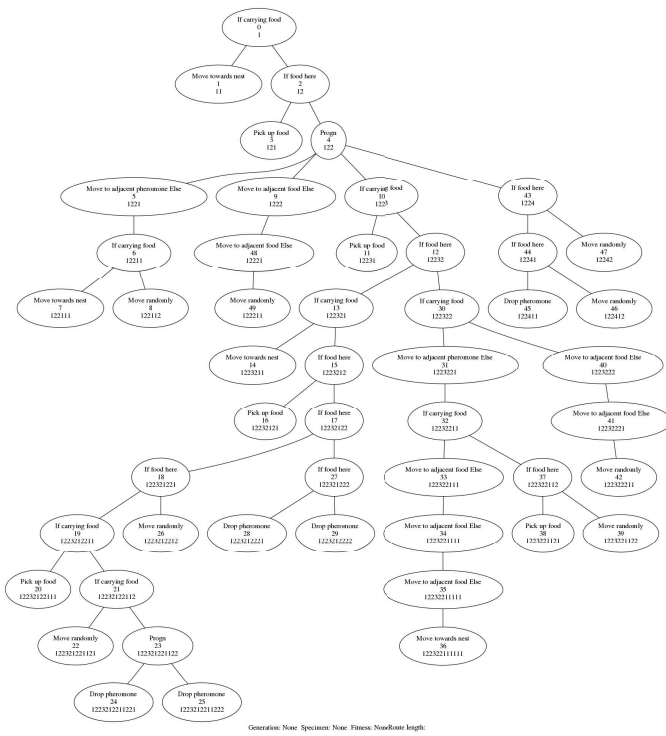 If carrying food
0
1
Move towards nest
1
11
If food here
2
12
Pick up food
3
121
Progn
4
122
Move to adjacent pheromone Else
5
1221
Move to adjacent food Else
9
1222
If carrying food
10
1223
If food here
43
1224
If carrying food
6
12211
Move to adjacent food Else
48
12221
Pick up food
11
12231
If food here
12
12232
If food here
44
12241
Move randomly
47
12242
Move towards nest
7
122111
Move randomly
8
122112
Move randomly
49
122211
If carrying food
13
122321
If carrying food
30
122322
Drop pheromone
45
122411
Move randomly
46
122412
Move towards nest
14
1223211
If food here
15
1223212
Move to adjacent pheromone Else
31
1223221
Move to adjacent food Else
40
1223222
Pick up food
16
12232121
If food here
17
12232122
If carrying food
32
12232211
Move to adjacent food Else
41
12232221
If food here
18
122321221
If food here
27
122321222
Move to adjacent food Else
33
122322111
If food here
37
122322112
Move randomly
42
122322211
If carrying food
19
1223212211
Move randomly
26
1223212212
Drop pheromone
28
1223212221
Drop pheromone
29
1223212222
Move to adjacent food Else
34
1223221111
Pick up food
38
1223221121
Move randomly
39
1223221122
Pick up food
20
12232122111
If carrying food
21
12232122112
Move to adjacent food Else
35
12232211111
Move randomly
22
122321221121
Progn
23
122321221122
Move towards nest
36
122322111111
Drop pheromone
24
1223212211221
Drop pheromone
25
1223212211222
Generation: None Specimen: None Fitness: NoneRoute length: